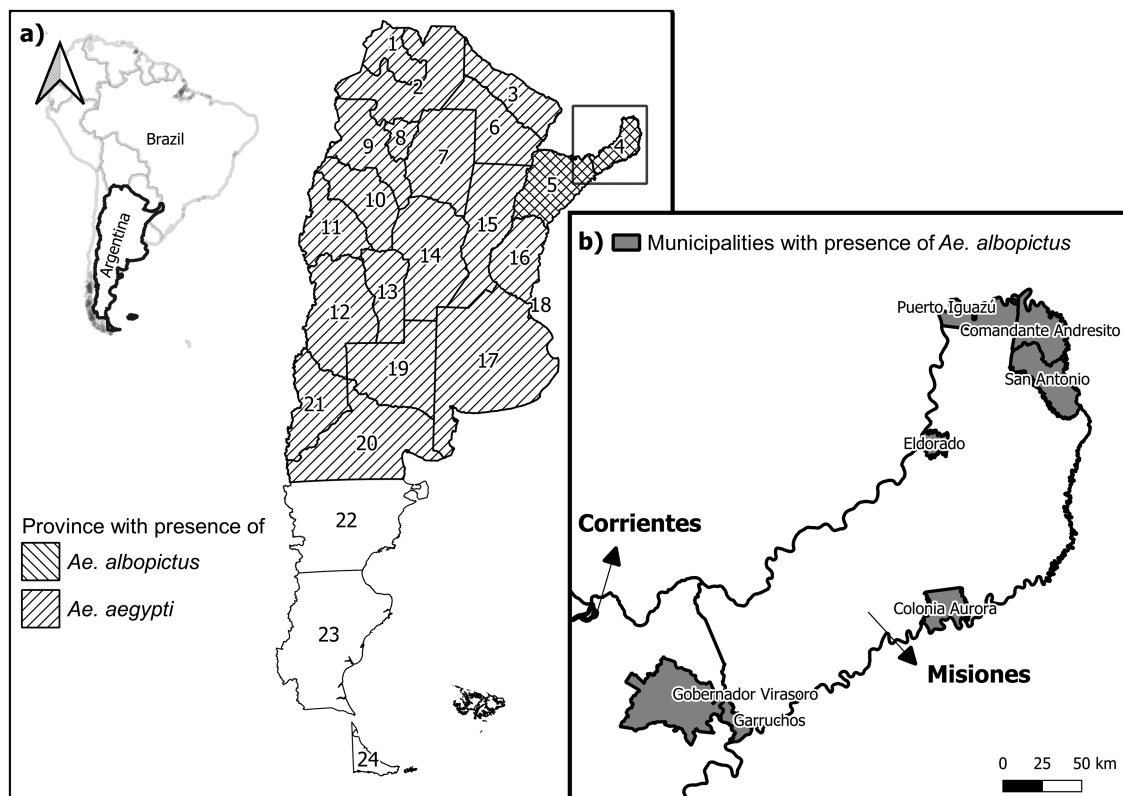 a)
Brazil
Argentina
1
2
3
4
5
6
7
8
9
10
11
12
13
14
15
16
17
18
19
20
21
22
23
24
Province with presence of
Ae. albopictus
Ae. aegypti
b) Municipalities with presence of Ae. albopictus
Puerto Iguazú
Comandante Andresito
San Antonio
Eldorado
Corrientes
Colonia Aurora
Misiones
Gobernador Virasoro
Garruchos
0 25 50 km